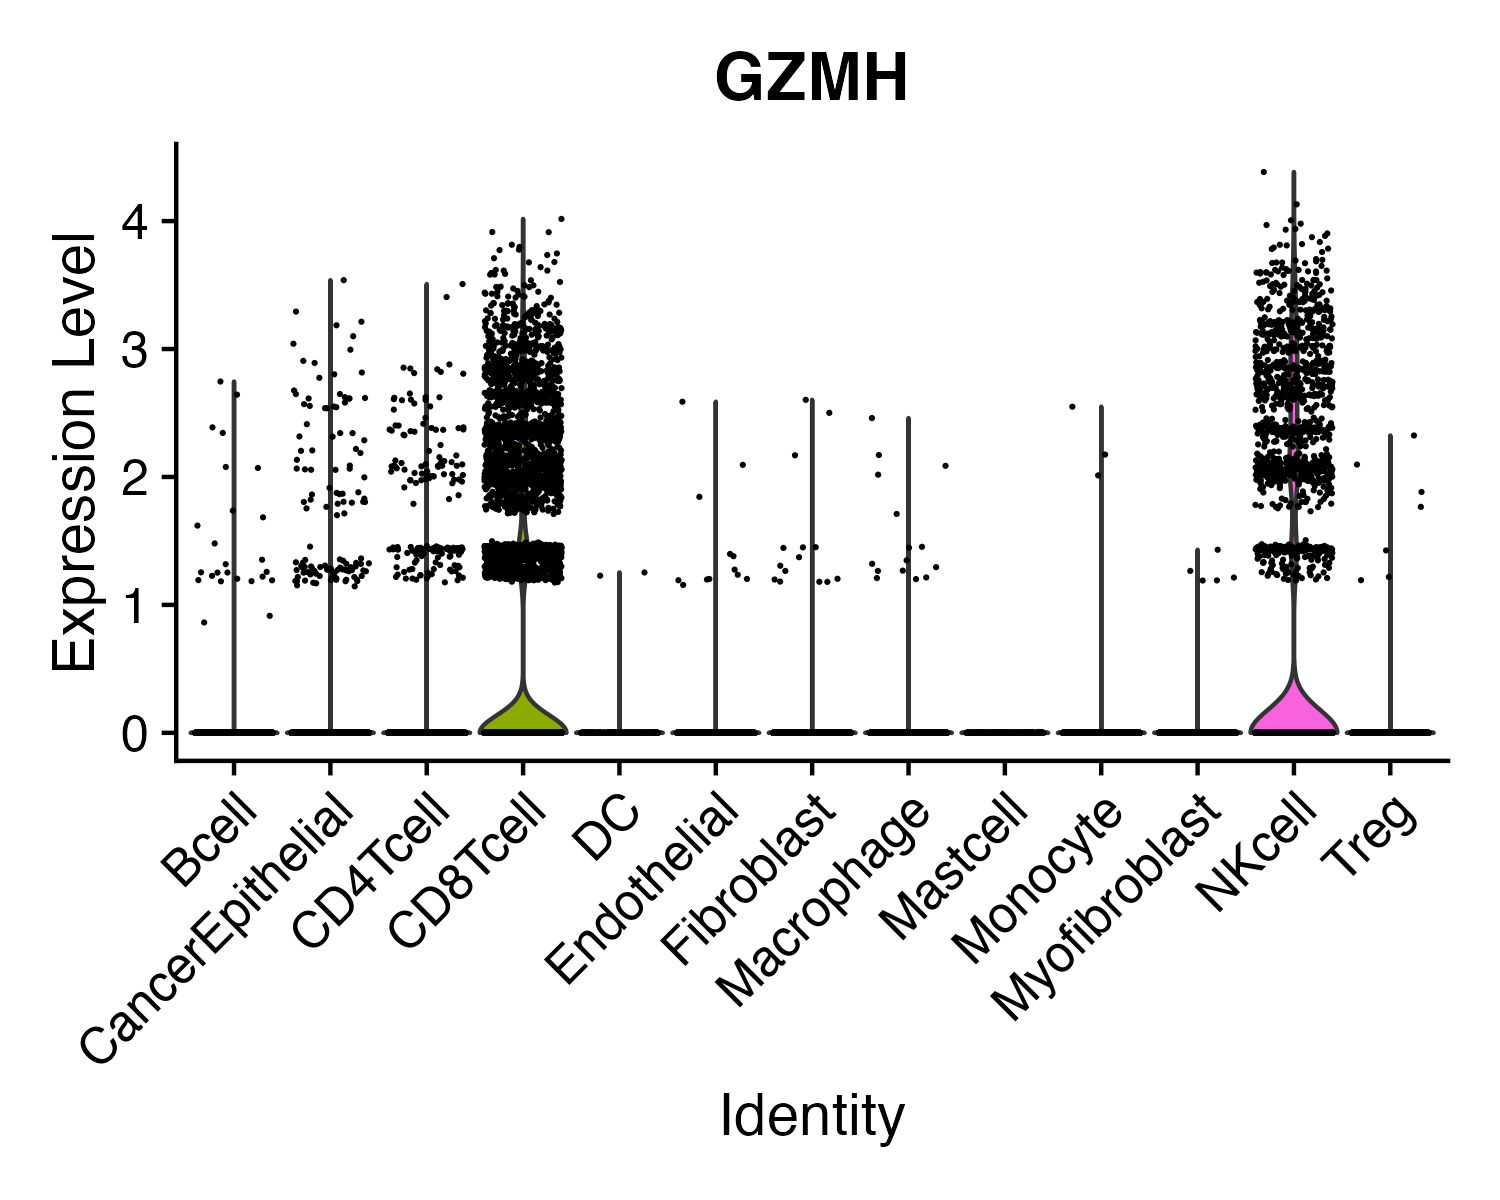 GZMH
Expression Level
4
3
2
1
0
Bcell
CancerEpithelial
CD4Tcell
CD8Tcell
DC
Endothelial
Fibroblast
Macrophage
Mastcell
Monocyte
Myofibroblast
NKcell
Treg
Identity